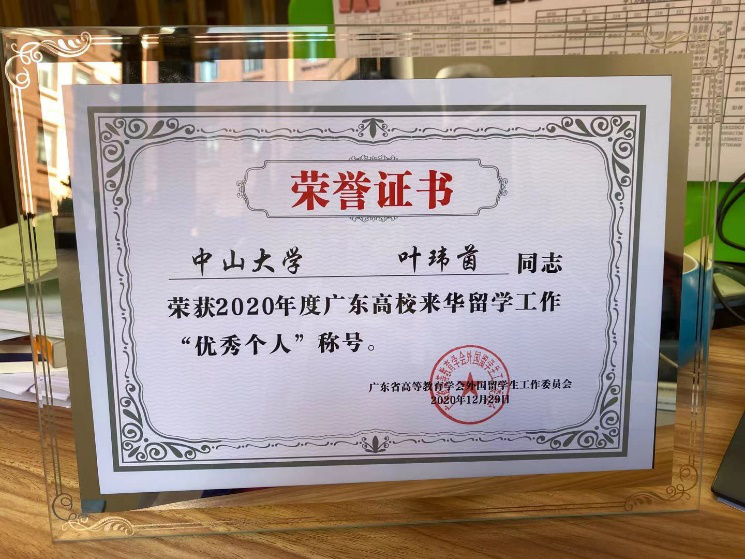 荣誉证书
中山大学 叶玮茵 同志
荣获2020年度广东高校来华留学工作
“优秀个人”称号。
广东省高等教育学会外国留学生工作委员会
2020年12月29日